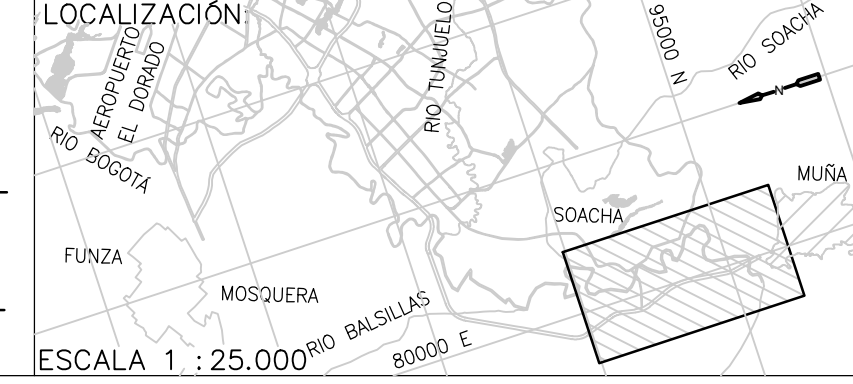 LOCALIZACIÓN:
AEROPUERTO
EL DORADO
RIO BOGOTÁ
RIO TUNJUELO
95000 N
RIO SOACHA
N
MUÑA
SOACHA
FUNZA
MOSQUERA
RIO BALSILLAS
80000 E
ESCALA 1 : 25.000